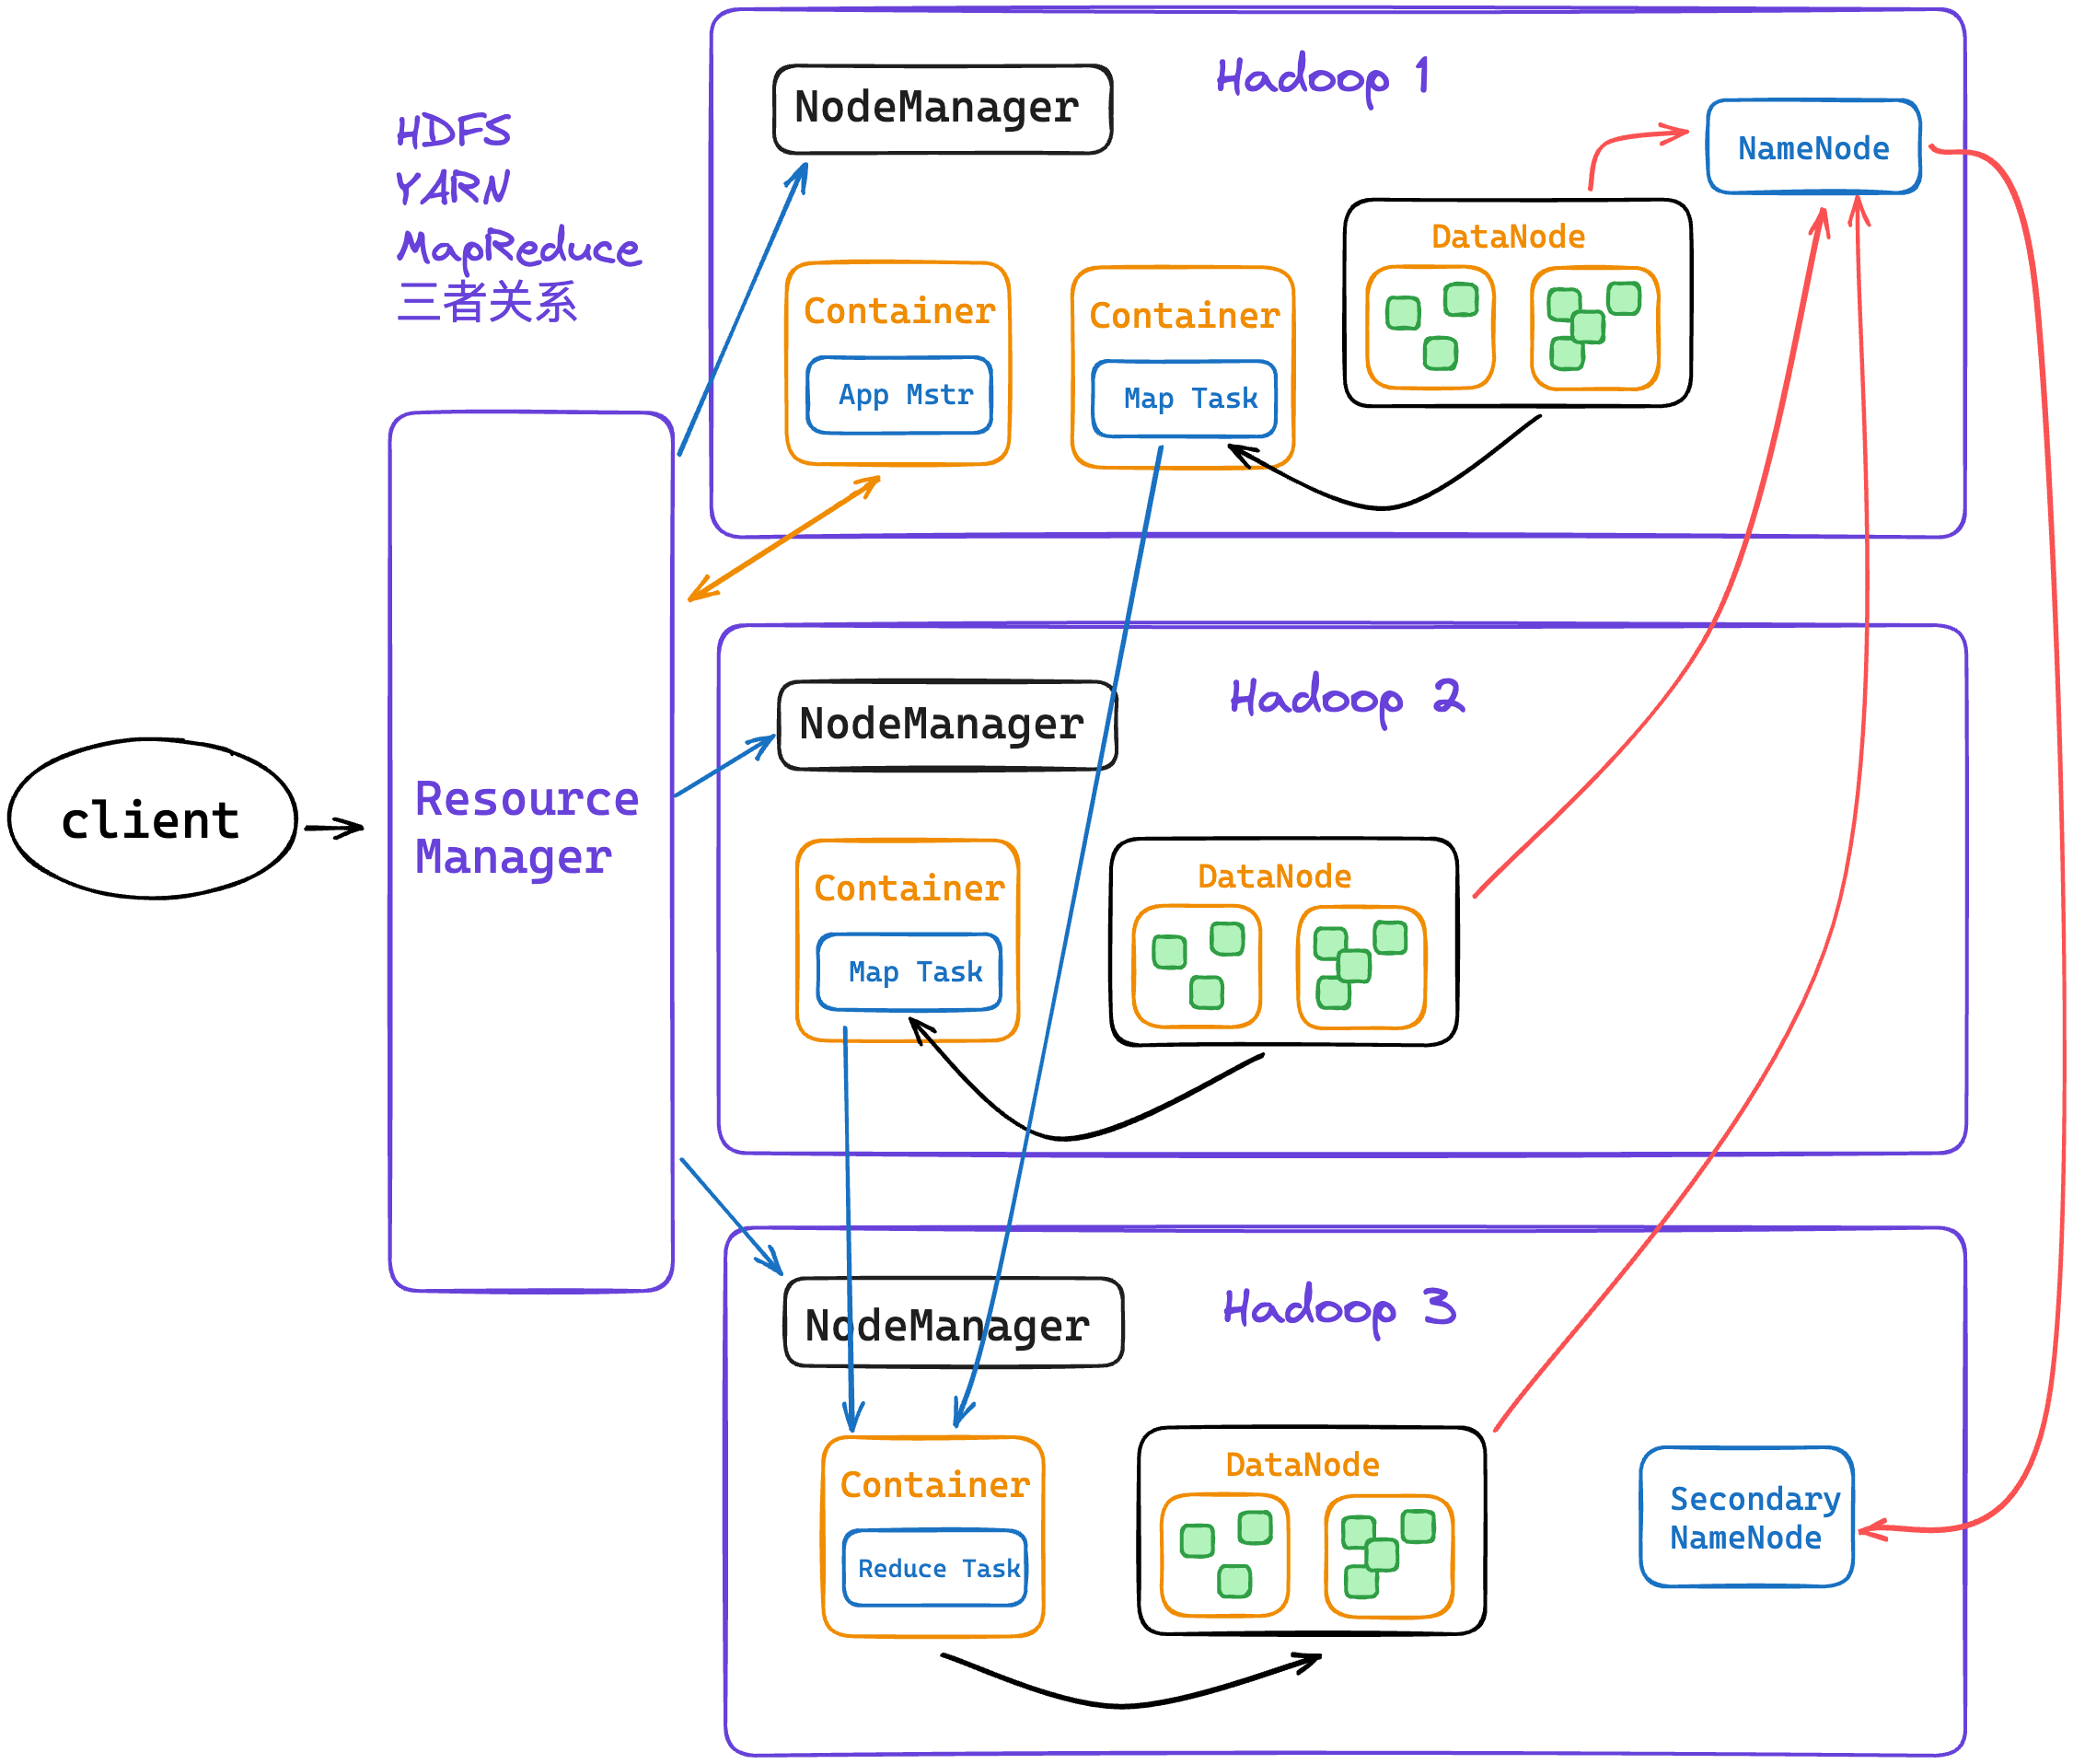 HDFS
YARN
MapReduce
三者关系
client
Resource
Manager
Hadoop 1
NodeManager
NameNode
Container
App Mstr
Container
Map Task
DataNode
Hadoop 2
NodeManager
Container
Map Task
DataNode
Hadoop 3
NodeManager
Container
Reduce Task
DataNode
Secondary
NameNode